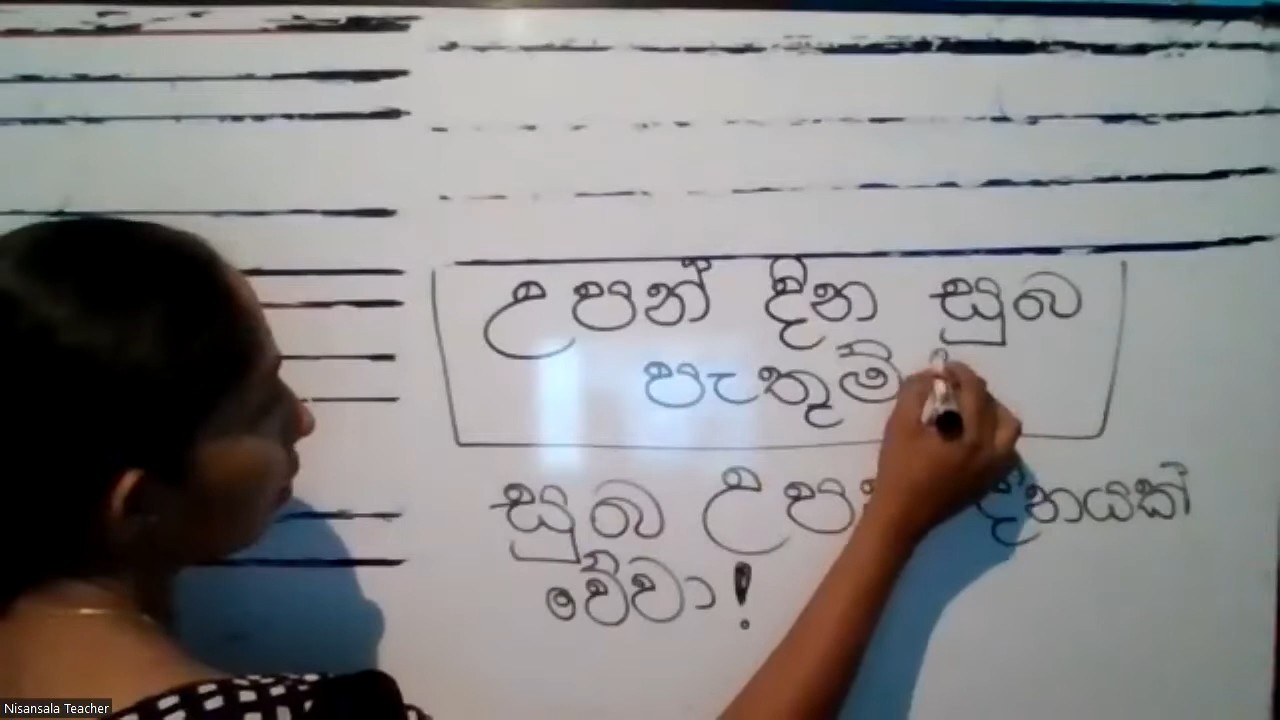 උපන් දින සුබ
පැතුම්
සුබ දිනයක්
වේවා!
Nisansala Teacher